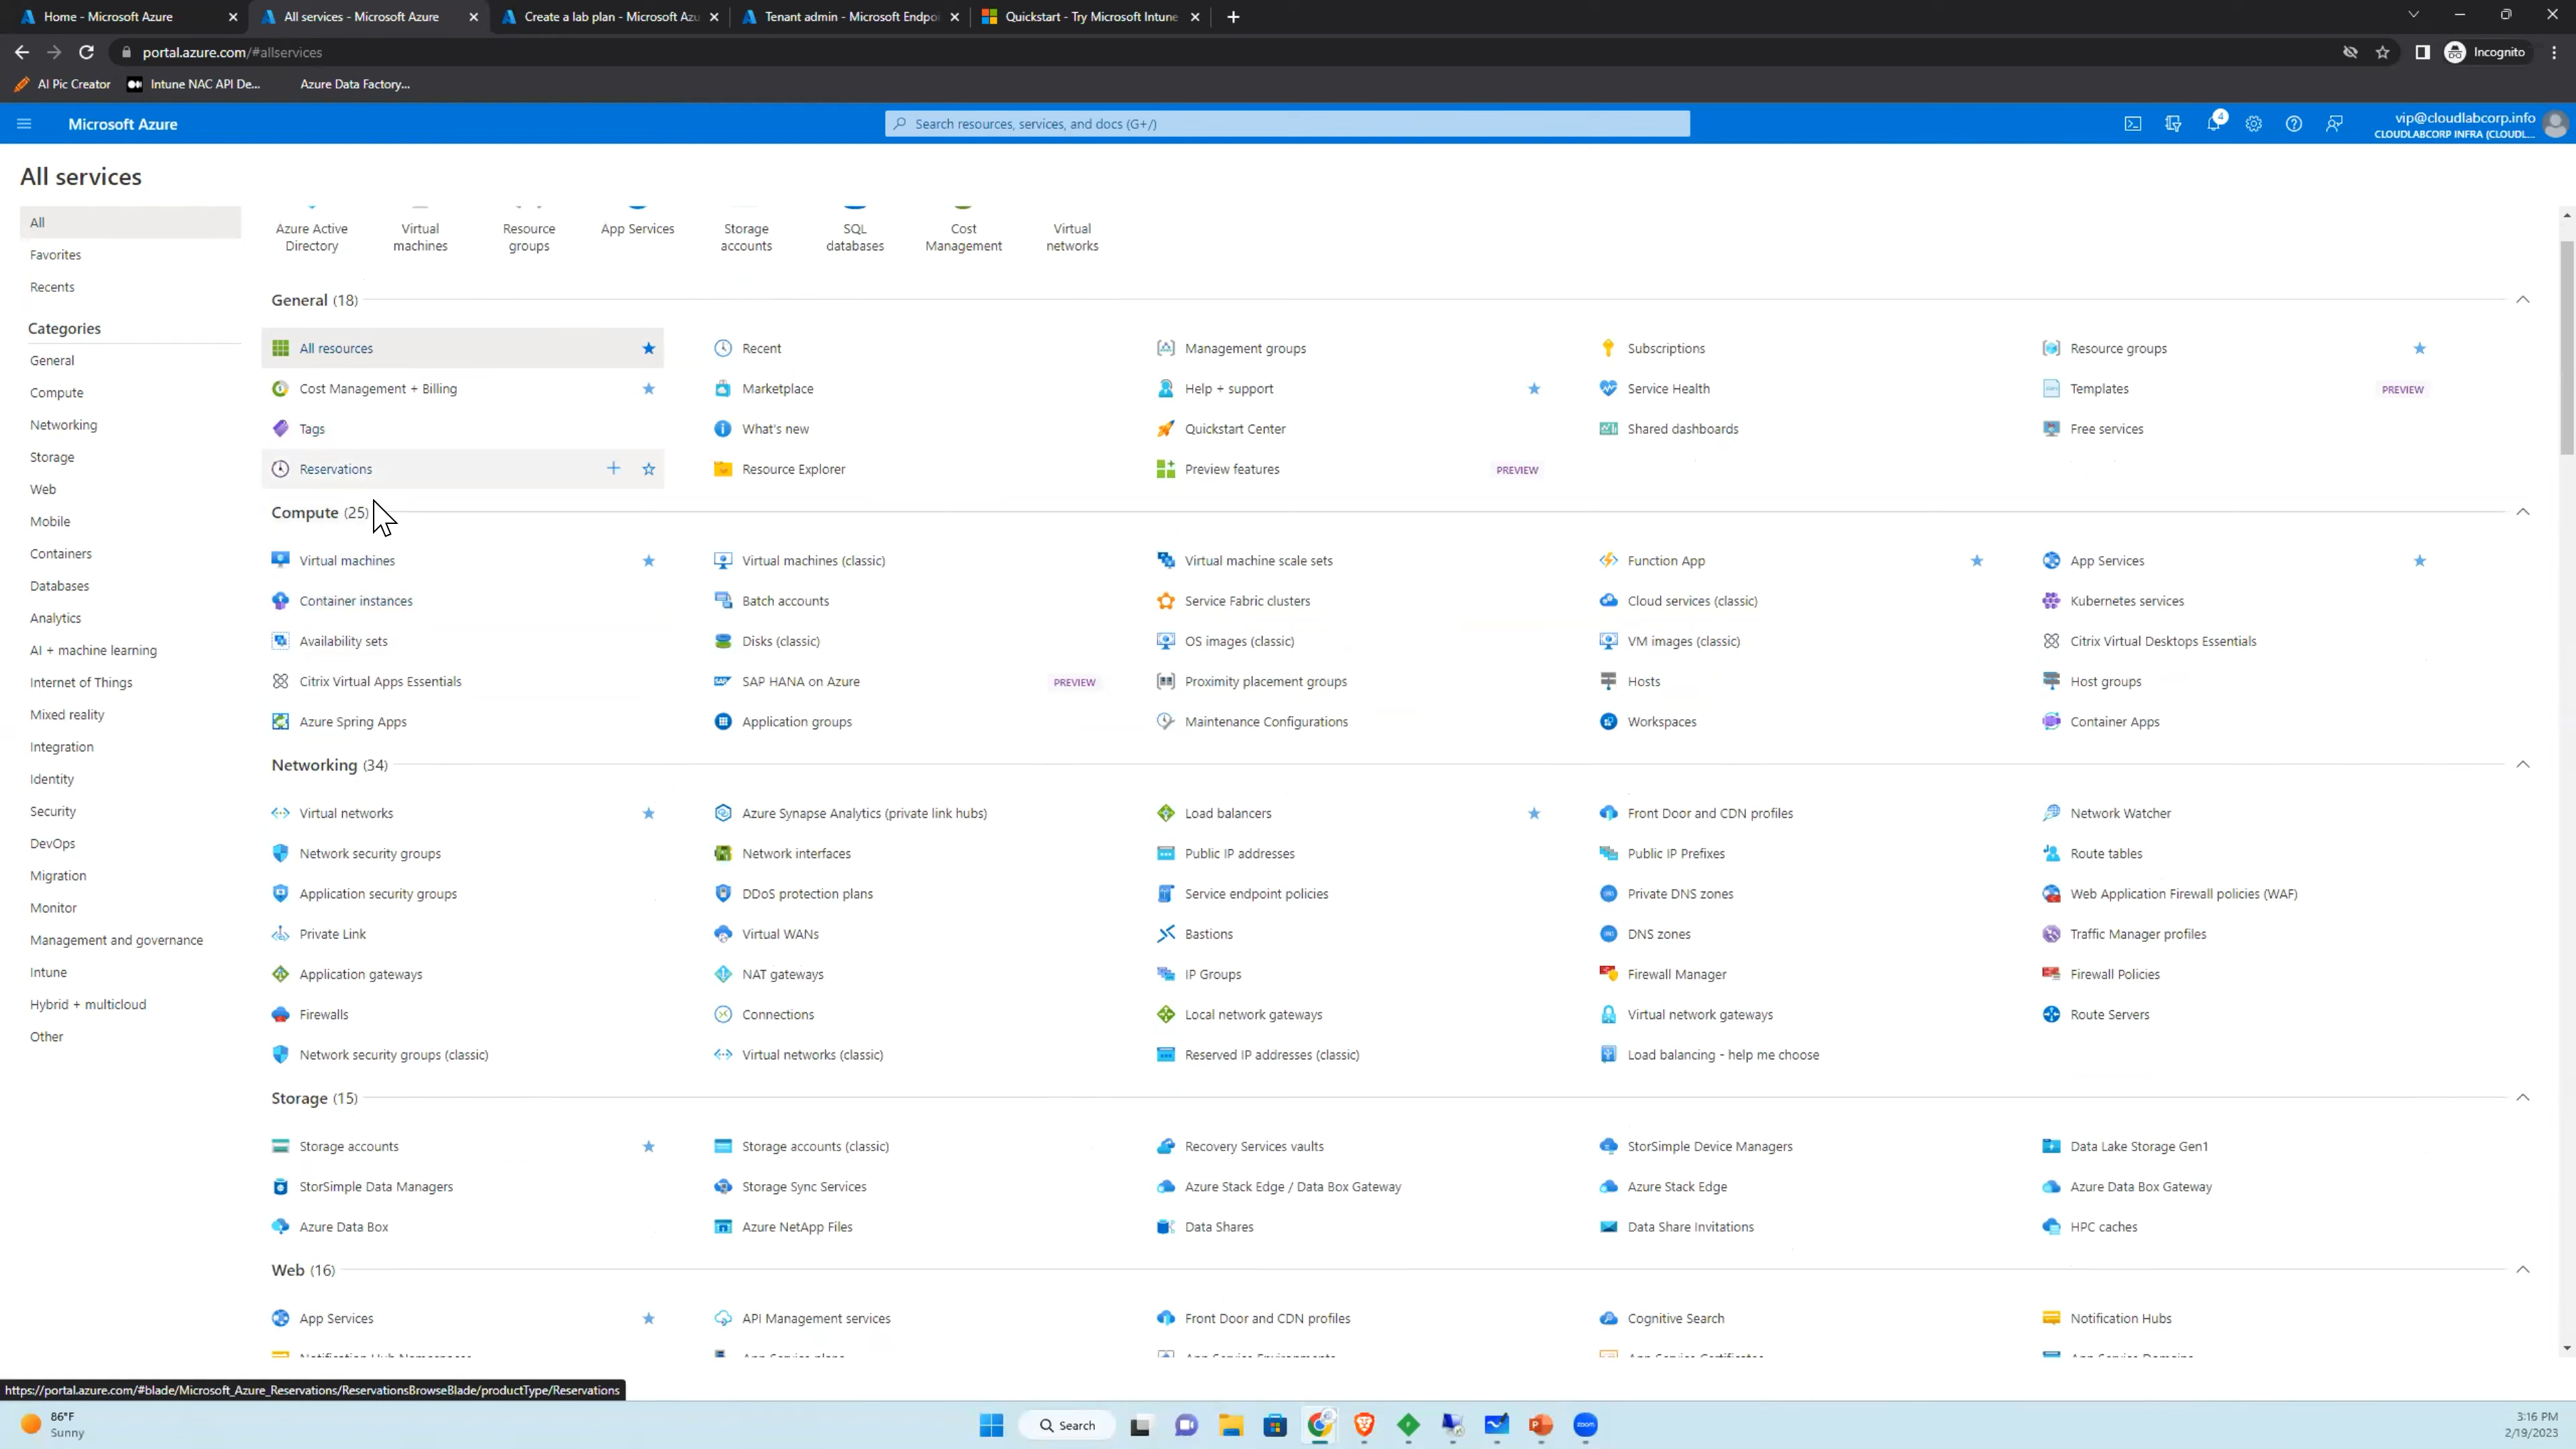 Home - Microsoft Azure
All services - Microsoft Azure
Create a lab plan - Microsoft Azu
Tenant admin - Microsoft Endpoi
Quickstart - Try Microsoft Intune
portal.azure.com/#allservices
Incognito
AI Pic Creator
Intune NAC API De...
Azure Data Factory...
Microsoft Azure
Search resources, services, and docs (G+/)
4
vip@cloudlabcorp.info
CLOUDLABCORP INFRA (CLOUDL...
All services
All
Favorites
Recents
Categories
General
Compute
Networking
Storage
Web
Mobile
Containers
Databases
Analytics
AI + machine learning
Internet of Things
Mixed reality
Integration
Identity
Security
DevOps
Migration
Monitor
Management and governance
Intune
Hybrid + multicloud
Other
Azure Active Directory
Virtual machines
Resource groups
App Services
Storage accounts
SQL databases
Cost Management
Virtual networks
General (18)
All resources
Recent
Management groups
Subscriptions
Resource groups
Cost Management + Billing
Marketplace
Help + support
Service Health
Templates PREVIEW
Tags
What's new
Quickstart Center
Shared dashboards
Free services
Reservations
Resource Explorer
Preview features PREVIEW
Compute (25)
Virtual machines
Virtual machines (classic)
Virtual machine scale sets
Function App
App Services
Container instances
Batch accounts
Service Fabric clusters
Cloud services (classic)
Kubernetes services
Availability sets
Disks (classic)
OS images (classic)
VM images (classic)
Citrix Virtual Desktops Essentials
Citrix Virtual Apps Essentials
SAP HANA on Azure PREVIEW
Proximity placement groups
Hosts
Host groups
Azure Spring Apps
Application groups
Maintenance Configurations
Workspaces
Container Apps
Networking (34)
Virtual networks
Azure Synapse Analytics (private link hubs)
Load balancers
Front Door and CDN profiles
Network Watcher
Network security groups
Network interfaces
Public IP addresses
Public IP Prefixes
Route tables
Application security groups
DDoS protection plans
Service endpoint policies
Private DNS zones
Web Application Firewall policies (WAF)
Private Link
Virtual WANs
Bastions
DNS zones
Traffic Manager profiles
Application gateways
NAT gateways
IP Groups
Firewall Manager
Firewall Policies
Firewalls
Connections
Local network gateways
Virtual network gateways
Route Servers
Network security groups (classic)
Virtual networks (classic)
Reserved IP addresses (classic)
Load balancing - help me choose
Storage (15)
Storage accounts
Storage accounts (classic)
Recovery Services vaults
StorSimple Device Managers
Data Lake Storage Gen1
StorSimple Data Managers
Storage Sync Services
Azure Stack Edge / Data Box Gateway
Azure Stack Edge
Azure Data Box Gateway
Azure Data Box
Azure NetApp Files
Data Shares
Data Share Invitations
HPC caches
Web (16)
App Services
API Management services
Front Door and CDN profiles
Cognitive Search
Notification Hubs
https://portal.azure.com/#blade/Microsoft_Azure_Reservations/ReservationsBrowseBlade/productType/Reservations
86°F
Sunny
Search
zoom
3:16 PM
2/19/2023